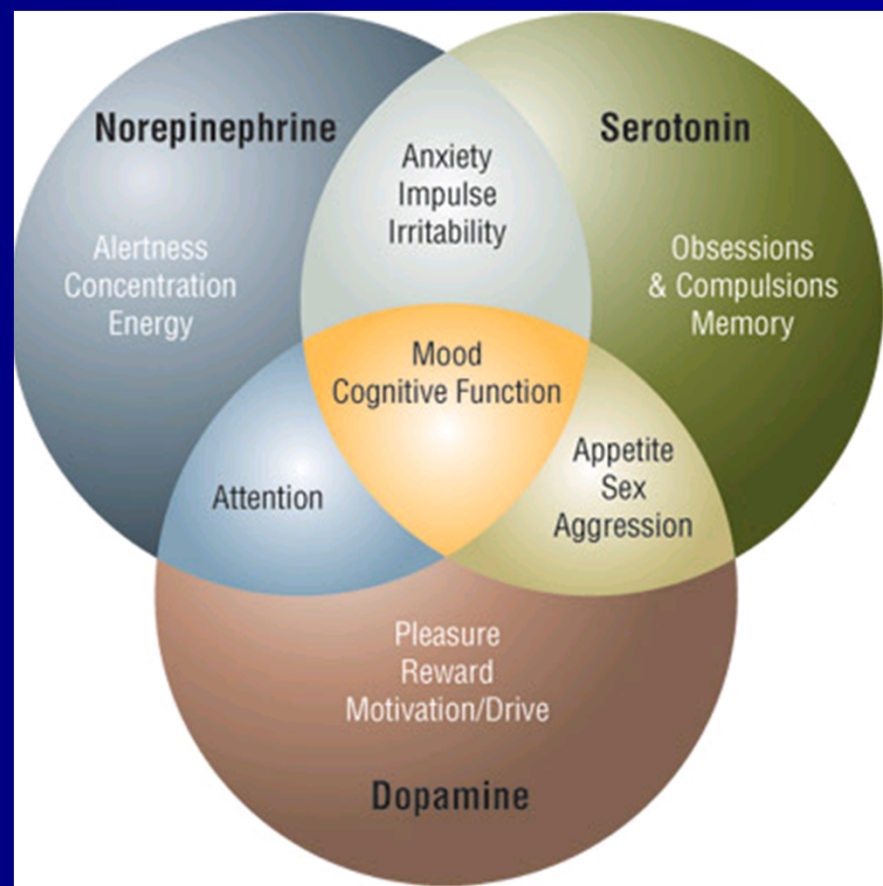 Norepinephrine
Serotonin
Anxiety
Impulse
Irritability
Alertness
Concentration
Energy
Obsessions
& Compulsions
Memory
Mood
Cognitive Function
Attention
Appetite
Sex
Aggression
Pleasure
Reward
Motivation/Drive
Dopamine